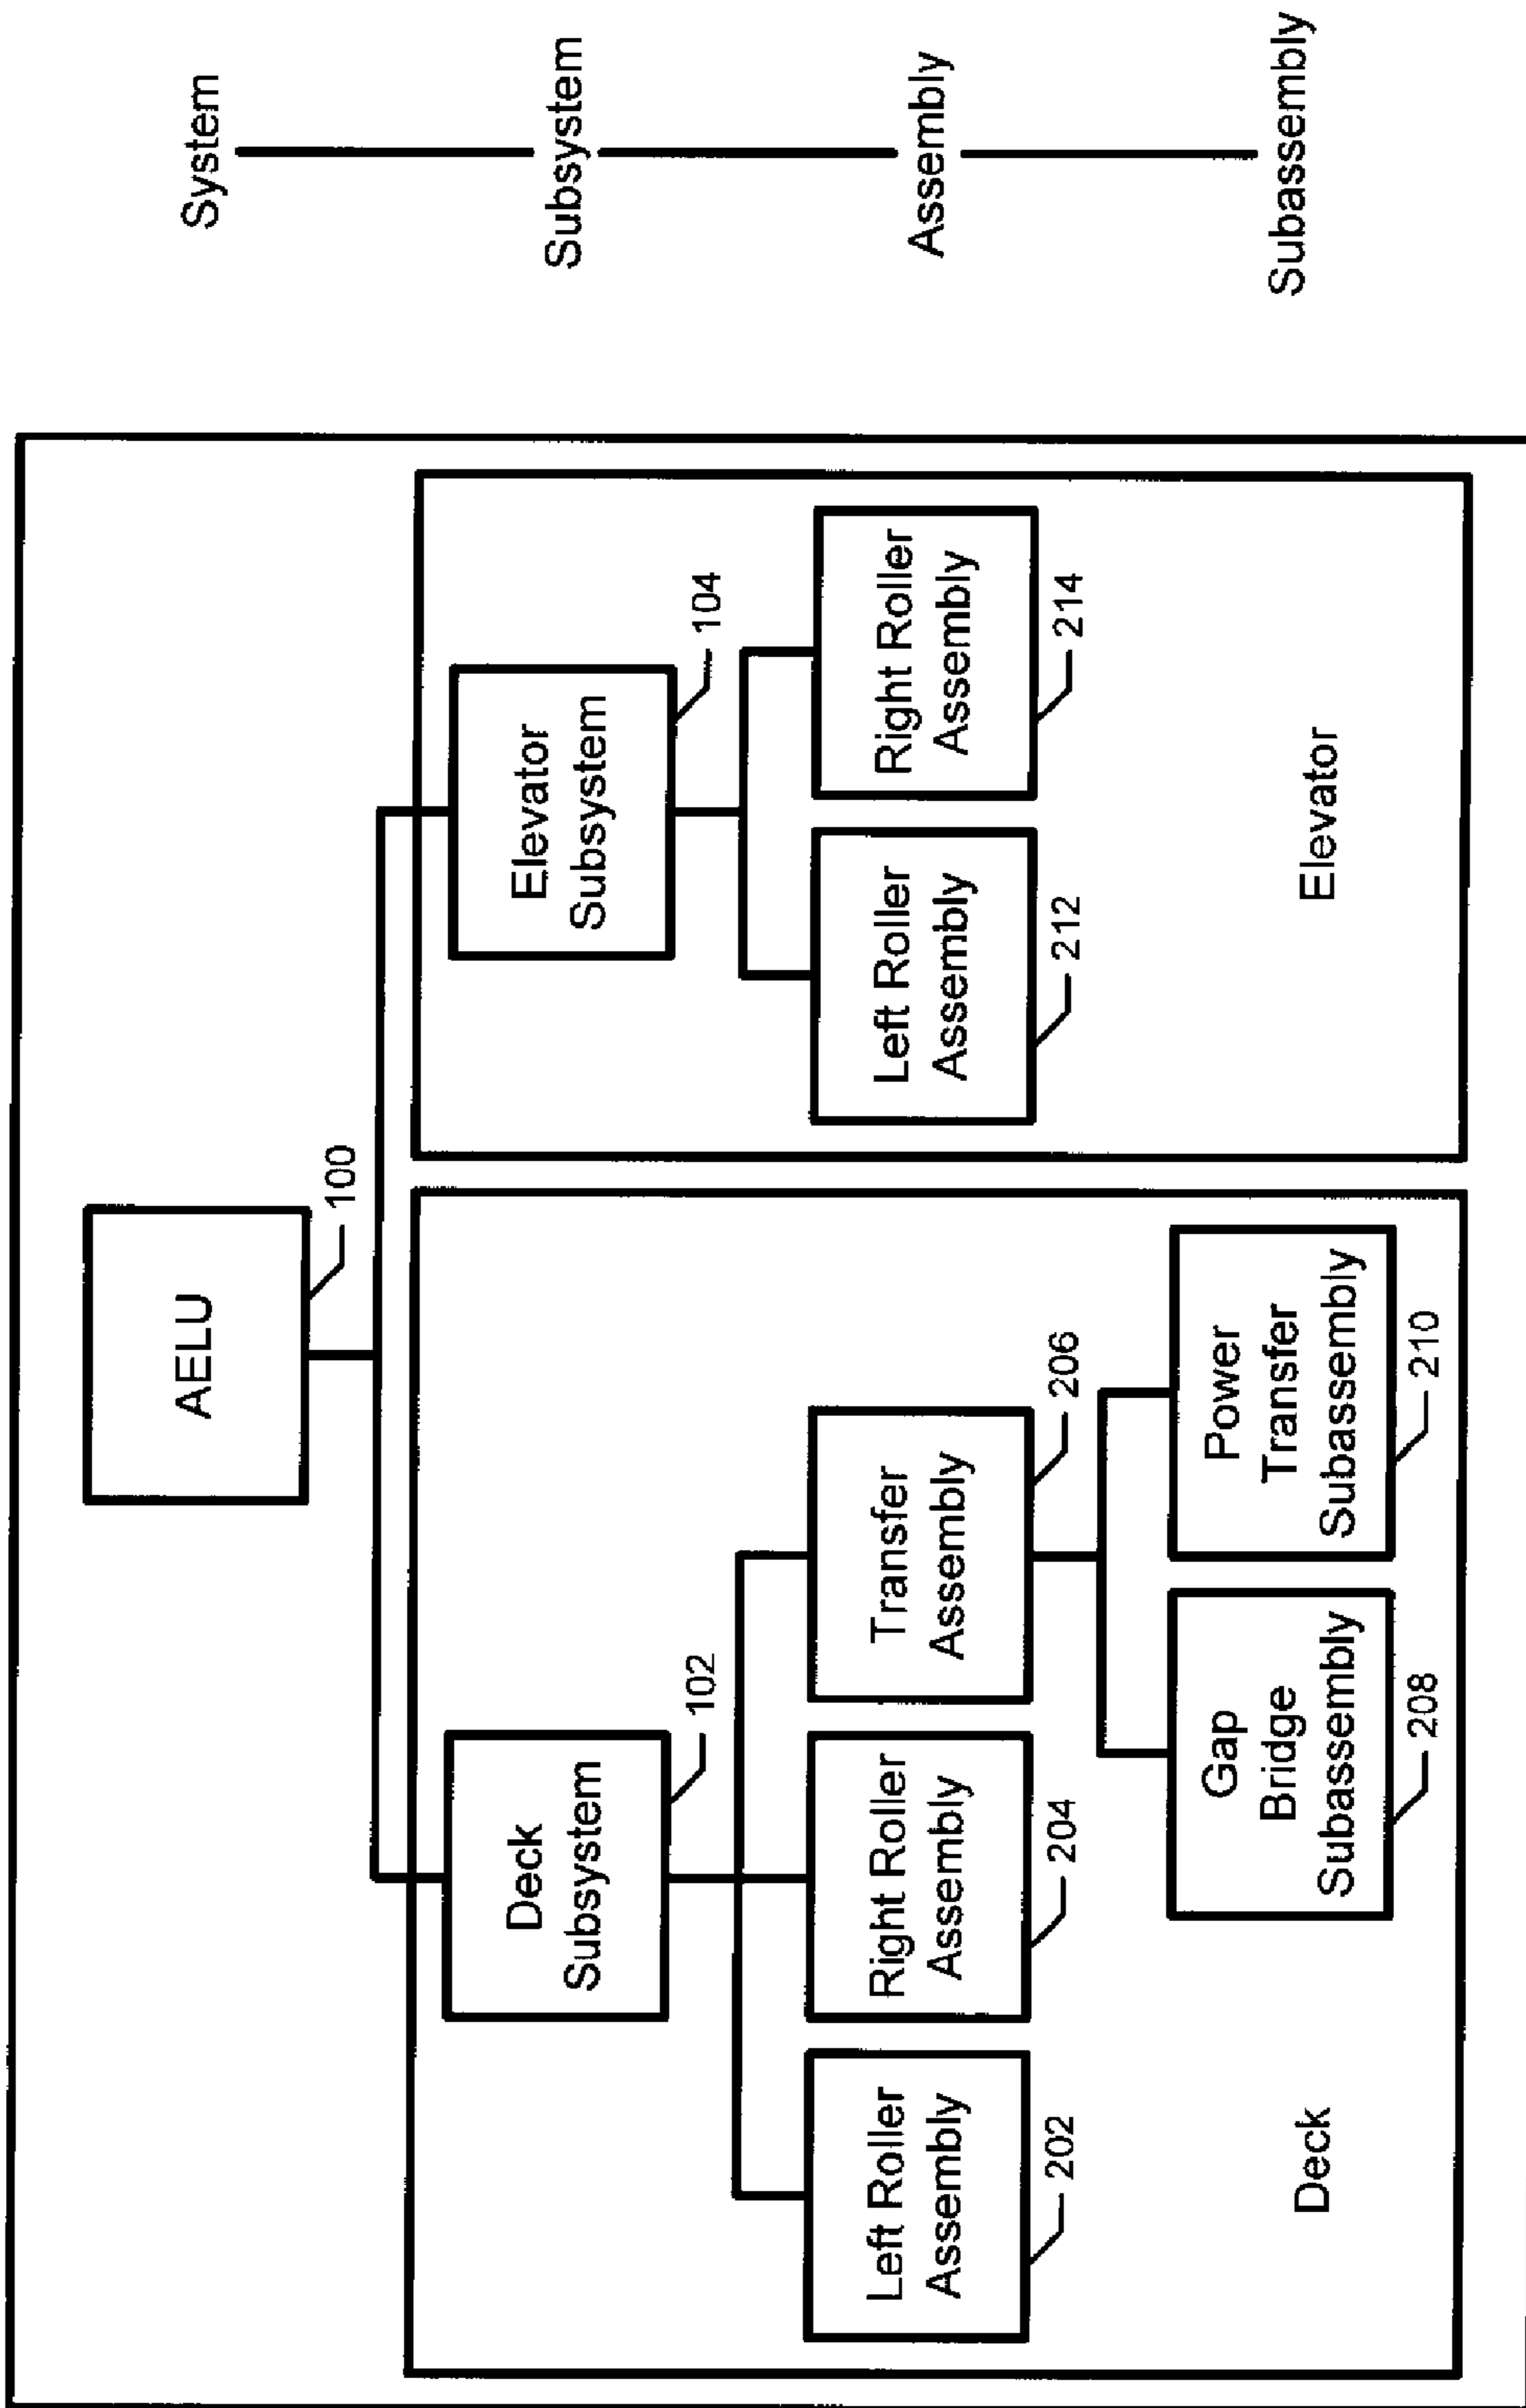 AELU
100
System
Deck
Subsystem
102
Elevator
Subsystem
104
Subsystem
Left Roller
Assembly
202
Right Roller
Assembly
204
Transfer
Assembly
206
Left Roller
Assembly
212
Right Roller
Assembly
214
Assembly
Gap
Bridge
Subassembly
208
Power
Transfer
Subassembly
210
Subassembly
Deck
Elevator